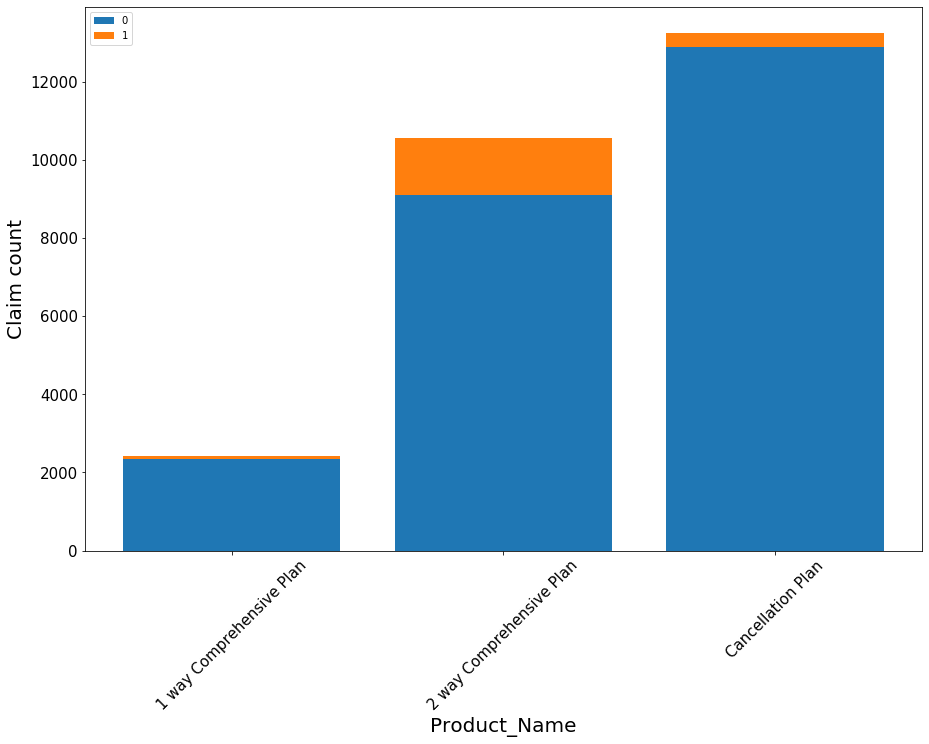 0
1
Claim count
12000
10000
8000
6000
4000
2000
0
1 way Comprehensive Plan
2 way Comprehensive Plan
Cancellation Plan
Product_Name